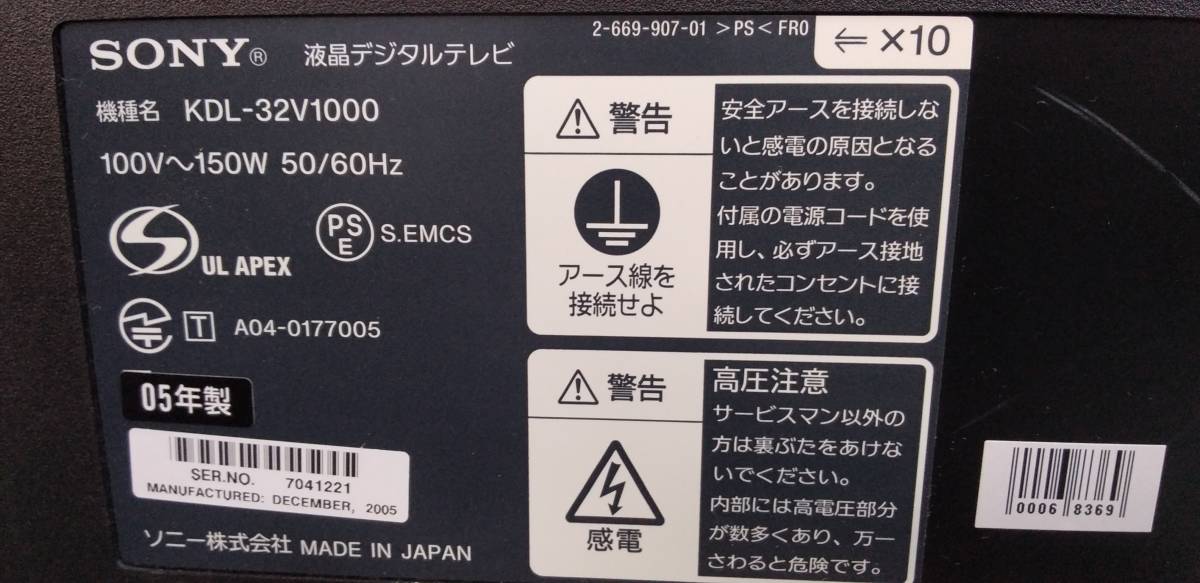 SONY® 液晶デジタルテレビ
2-669-907-01 >PS< FR0
⇐ ×10
機種名 KDL-32V1000
100V～150W 50/60Hz
UL APEX
PS
E
S.EMCS
T A04-0177005
05年製
SER.NO. 7041221
MANUFACTURED: DECEMBER, 2005
ソニー株式会社 MADE IN JAPAN
⚠ 警告
アース線を
接続せよ
安全アースを接続しな
いと感電の原因となる
ことがあります。
付属の電源コードを使
用し、必ずアース接地
されたコンセントに接
続してください。
⚠ 警告
感電
高圧注意
サービスマン以外の
方は裏ぶたをあけな
いでください。
内部には高電圧部分
が数多くあり、万一
さわると危険です。
0006 8369